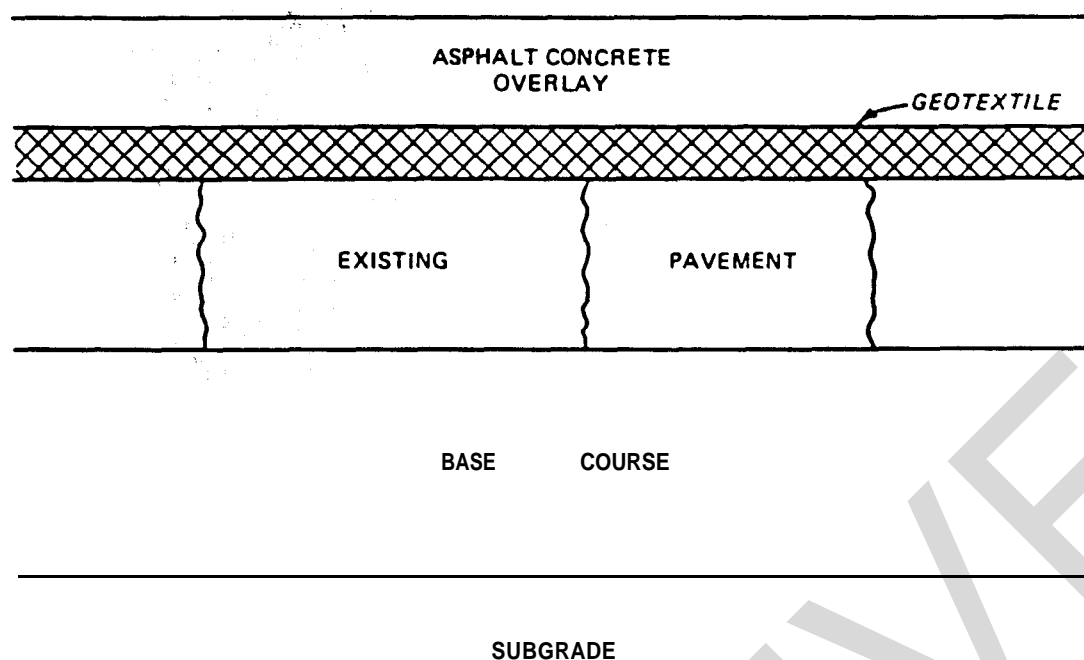 ASPHALT CONCRETE
OVERLAY
GEOTEXTILE
EXISTING PAVEMENT
BASE COURSE
SUBGRADE